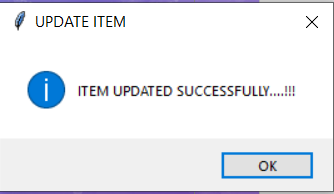 UPDATE ITEM
ITEM UPDATED SUCCESSFULLY....!!!
OK